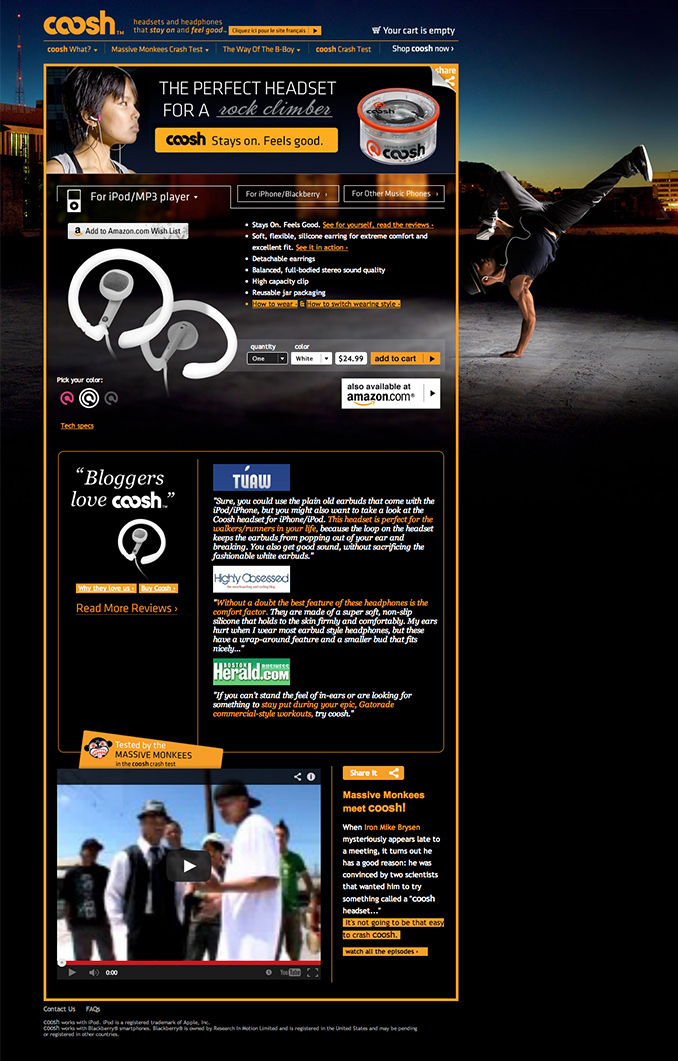 coosh™
headsets and headphones
that stay on and feel good™
Cliquez ici pour le site français
Your cart is empty
coosh What?
Massive Monkees Crash Test
The Way Of The B-Boy
coosh Crash Test
Shop coosh now ›
share
THE PERFECT HEADSET
FOR A rock climber
coosh Stays on. Feels good.
coosh
coosh
For iPod/MP3 player
For iPhone/Blackberry ›
For Other Music Phones ›
Add to Amazon.com Wish List
Stays On. Feels Good. See for yourself, read the reviews ›
Soft, flexible, silicone earring for extreme comfort and
excellent fit. See it in action ›
Detachable earrings
Balanced, full-bodied stereo sound quality
High capacity clip
Reusable jar packaging
How to wear › & How to switch wearing style ›
quantity
color
One
White
$24.99
add to cart
Pick your color:
also available at
amazon.com®
Tech specs
“Bloggers
love coosh™”
Why they love us ›
Buy Coosh ›
Read More Reviews ›
TUAW
"Sure, you could use the plain old earbuds that come with the
iPod/iPhone, but you might also want to take a look at the
Coosh headset for iPhone/iPod. This headset is perfect for the
walkers/runners in your life, because the loop on the headset
keeps the earbuds from popping out of your ear and
breaking. You also get good sound, without sacrificing the
fashionable white earbuds."
Highly Obsessed
"Without a doubt the best feature of these headphones is the
comfort factor. They are made of a super soft, non-slip
silicone that holds to the skin firmly and comfortably. My ears
hurt when I wear most earbud style headphones, but these
have a wrap-around feature and a smaller bud that fits
nicely..."
BOSTON
Herald.com
BUSINESS
"If you can't stand the feel of in-ears or are looking for
something to stay put during your epic, Gatorade
commercial-style workouts, try coosh."
Tested by the
MASSIVE MONKEES
in the coosh crash test
0:00
YouTube
Share It
Massive Monkees
meet coosh!
When Iron Mike Brysen
mysteriously appears late to
a meeting, it turns out he
has a good reason: he was
convinced by two scientists
that wanted him to try
something called a "coosh
headset..."
It's not going to be that easy
to crash coosh.
watch all the episodes ›
Contact Us
FAQs
coosh works with iPod. iPod is a registered trademark of Apple, Inc.
coosh works with Blackberry® smartphones. Blackberry® is owned by Research In Motion Limited and is registered in the United States and may be pending
or registered in other countries.